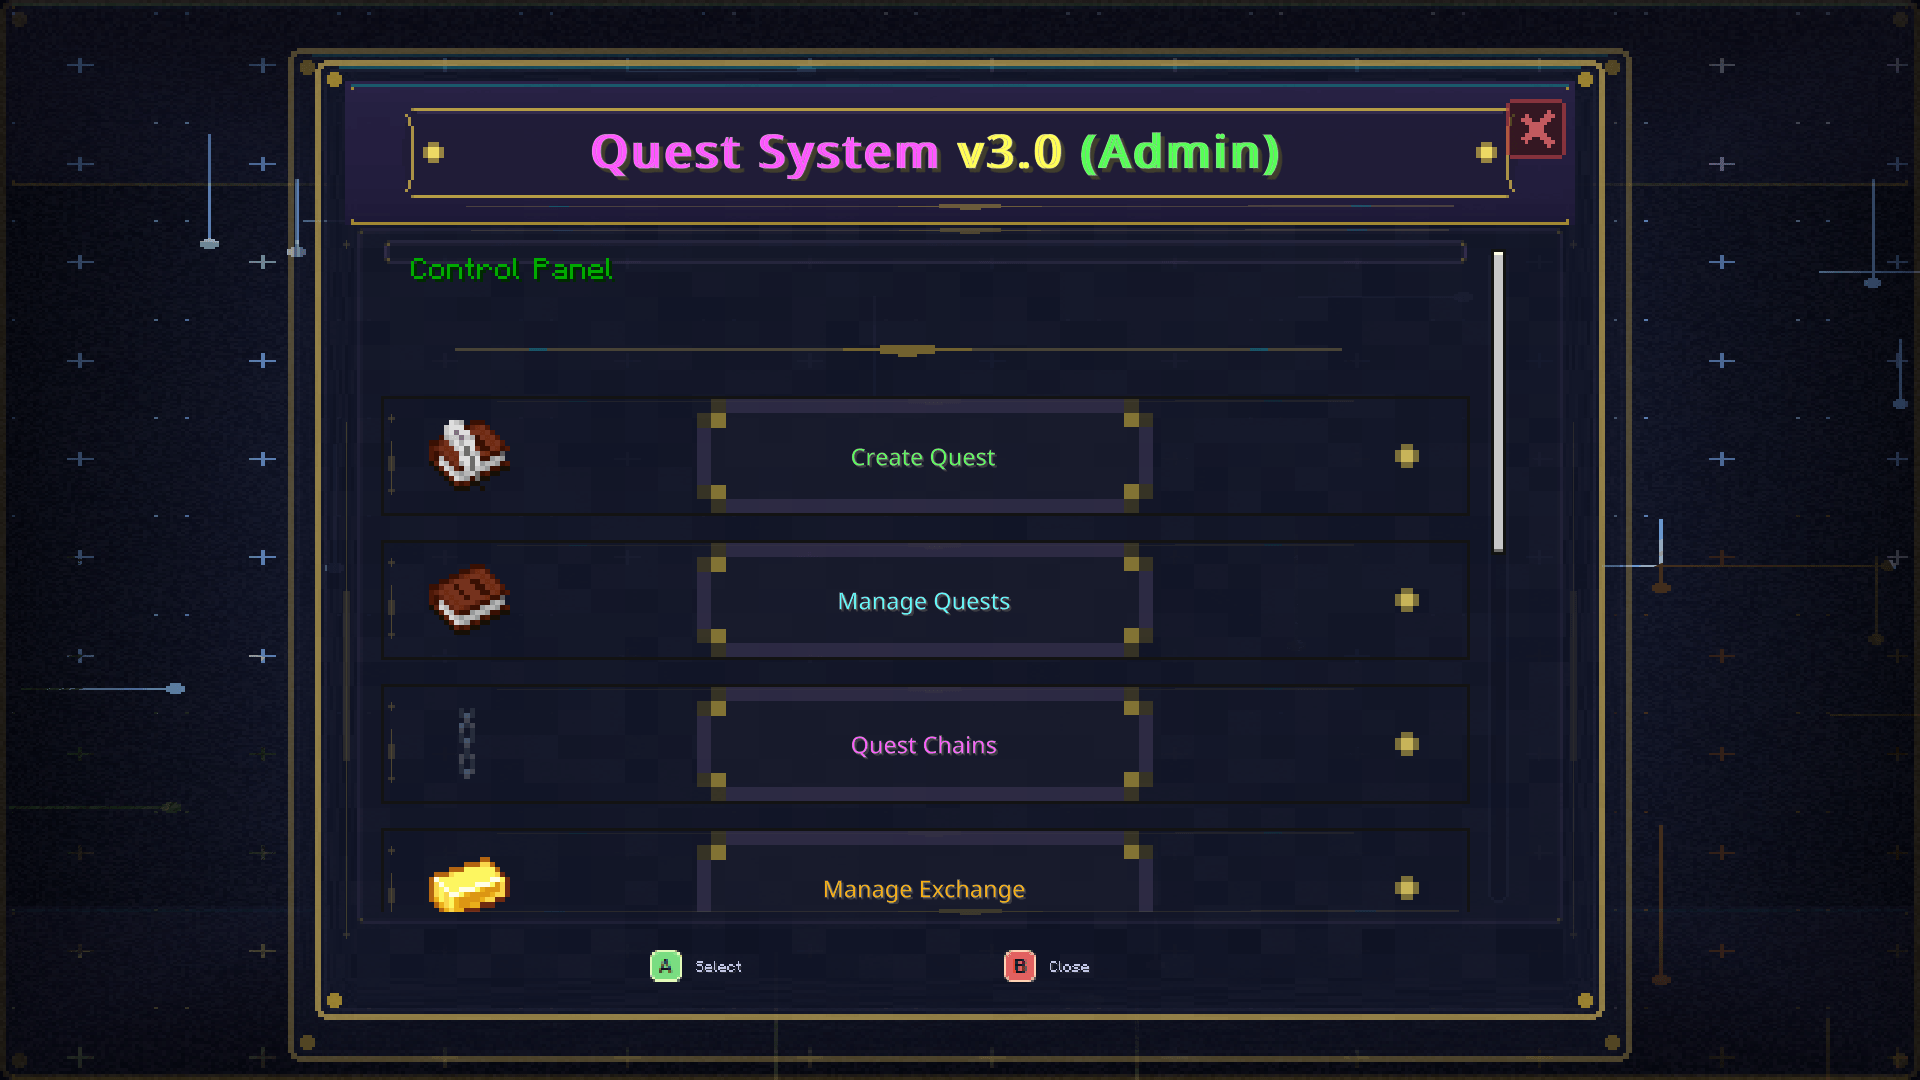 Quest System v3.0 (Admin)
Control Panel
Create Quest
Manage Quests
Quest Chains
Manage Exchange
A Select
B Close